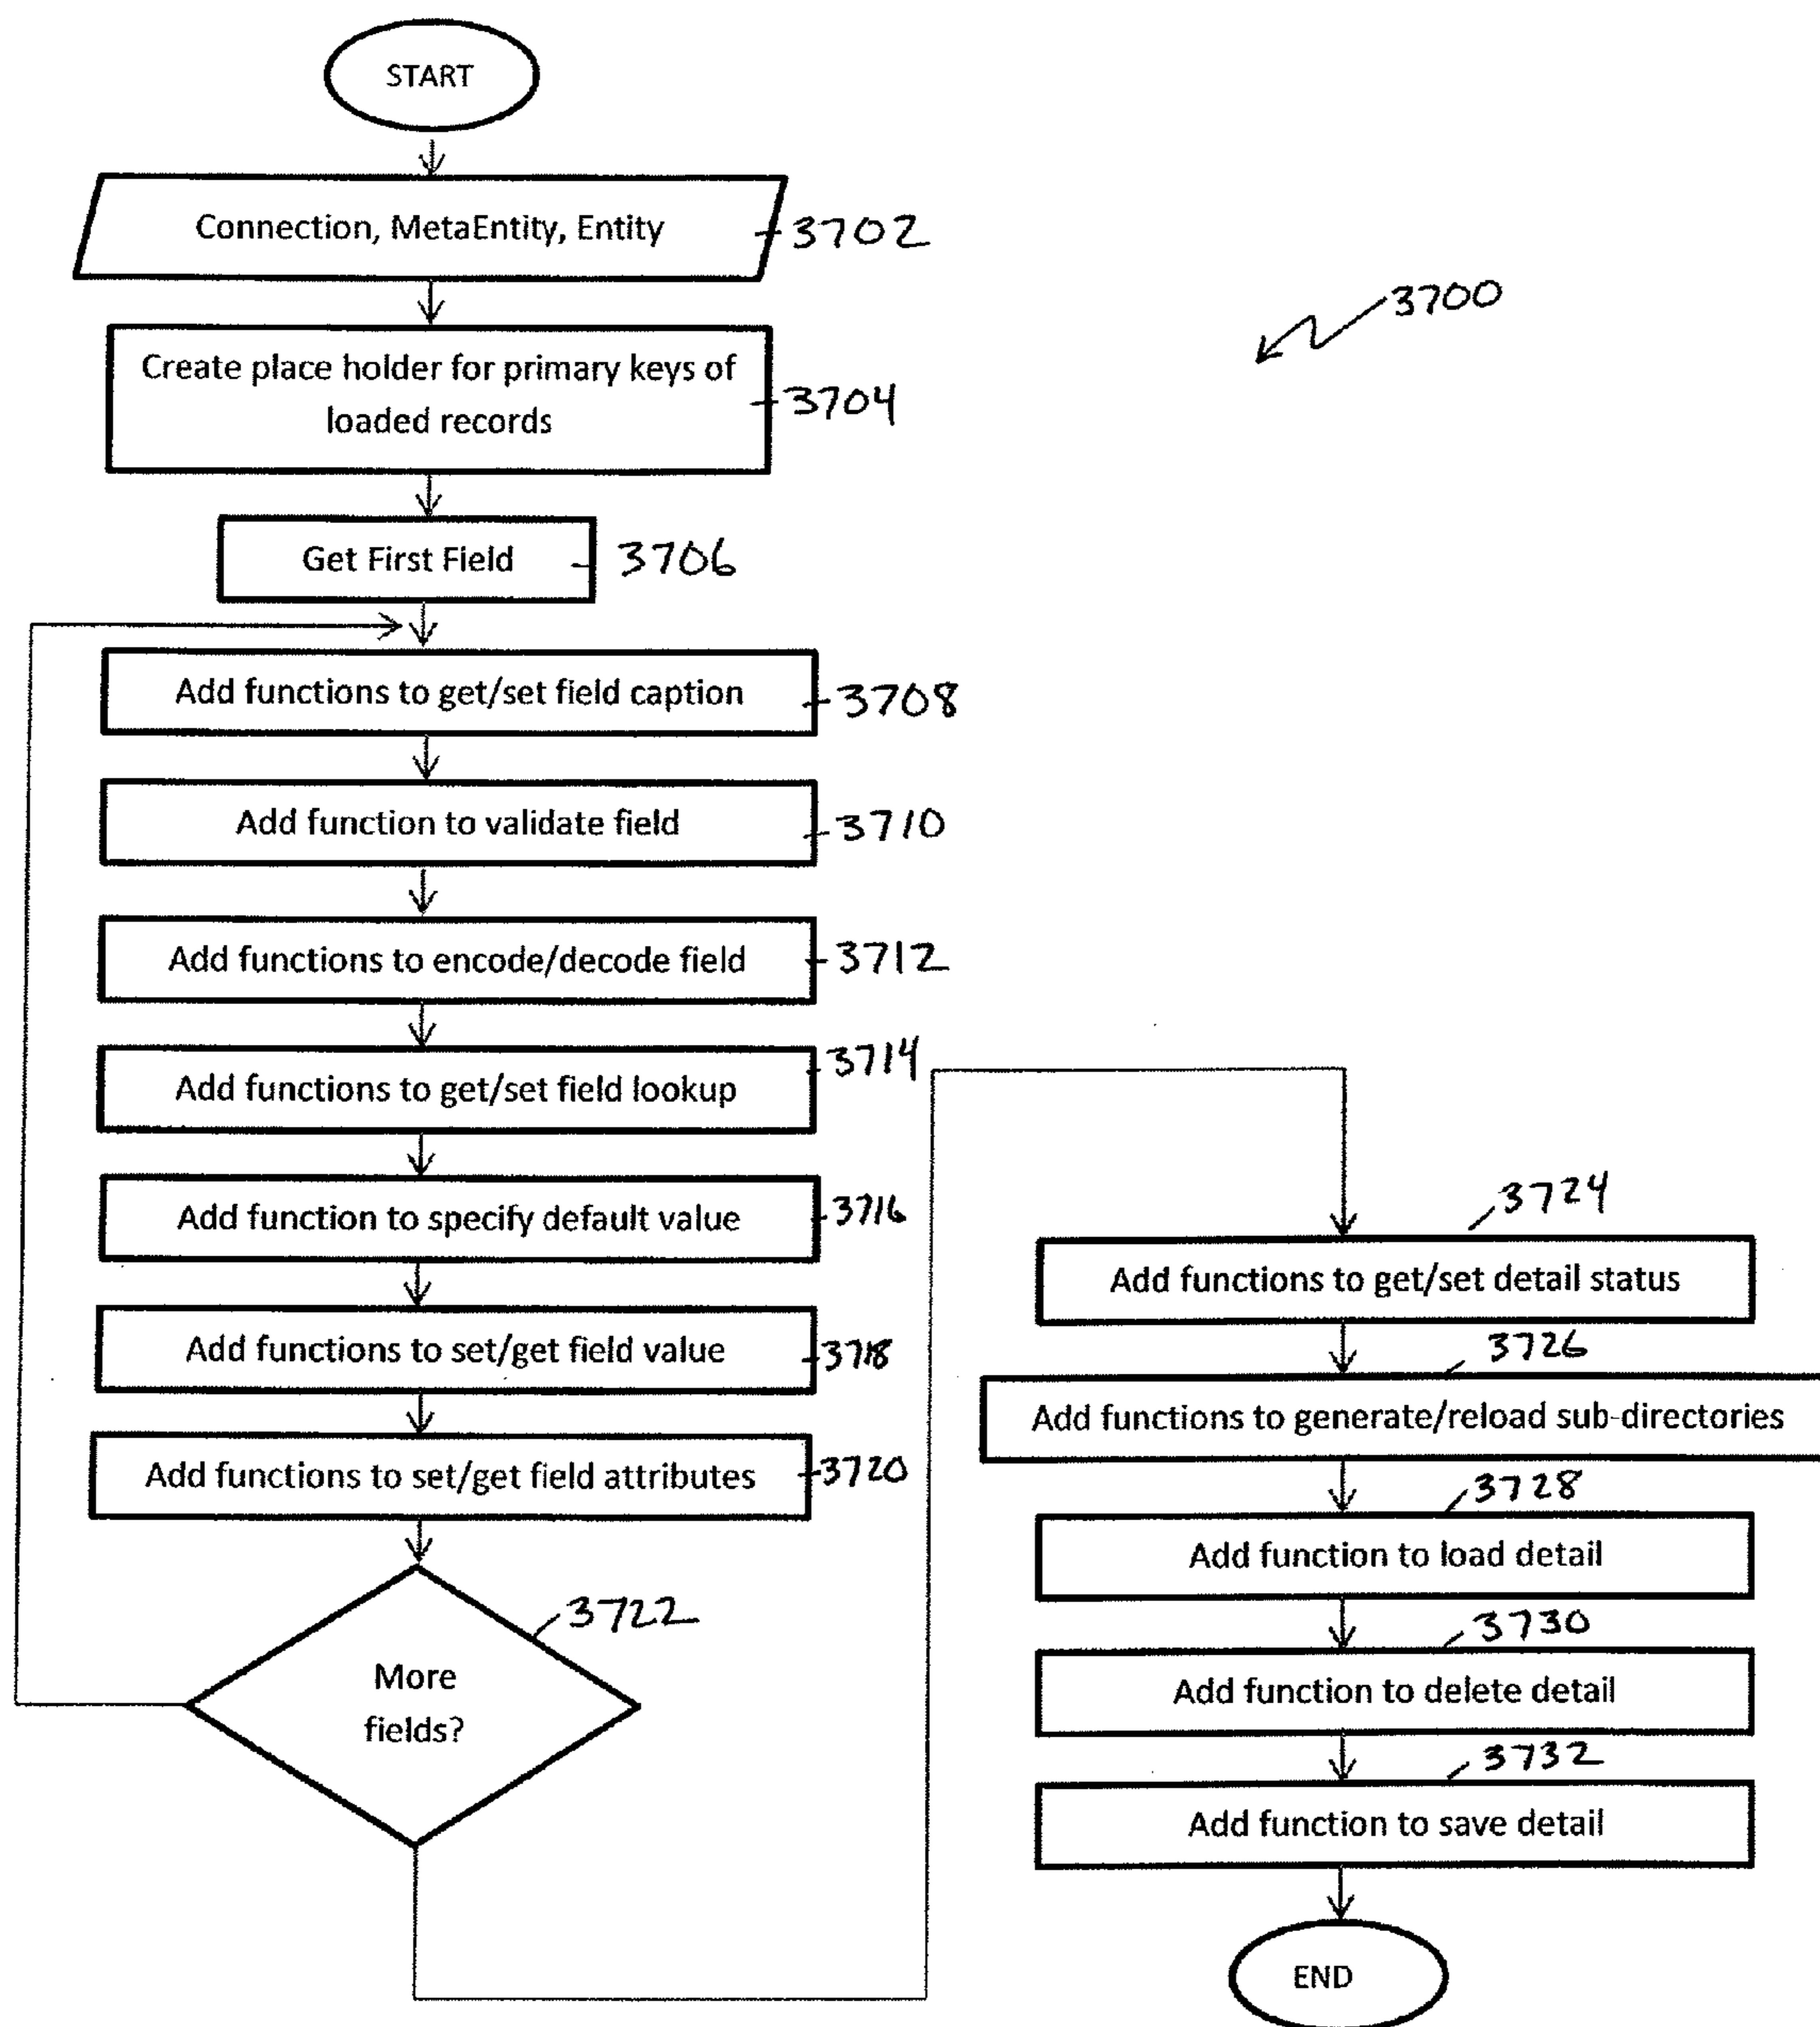 START
Connection, MetaEntity, Entity
3702
3700
Create place holder for primary keys of
loaded records
3704
Get First Field
3706
Add functions to get/set field caption
3708
Add function to validate field
3710
Add functions to encode/decode field
3712
Add functions to get/set field lookup
3714
Add function to specify default value
3716
Add functions to set/get field value
3718
Add functions to set/get field attributes
3720
More
fields?
3722
3724
Add functions to get/set detail status
3726
Add functions to generate/reload sub-directories
3728
Add function to load detail
3730
Add function to delete detail
3732
Add function to save detail
END